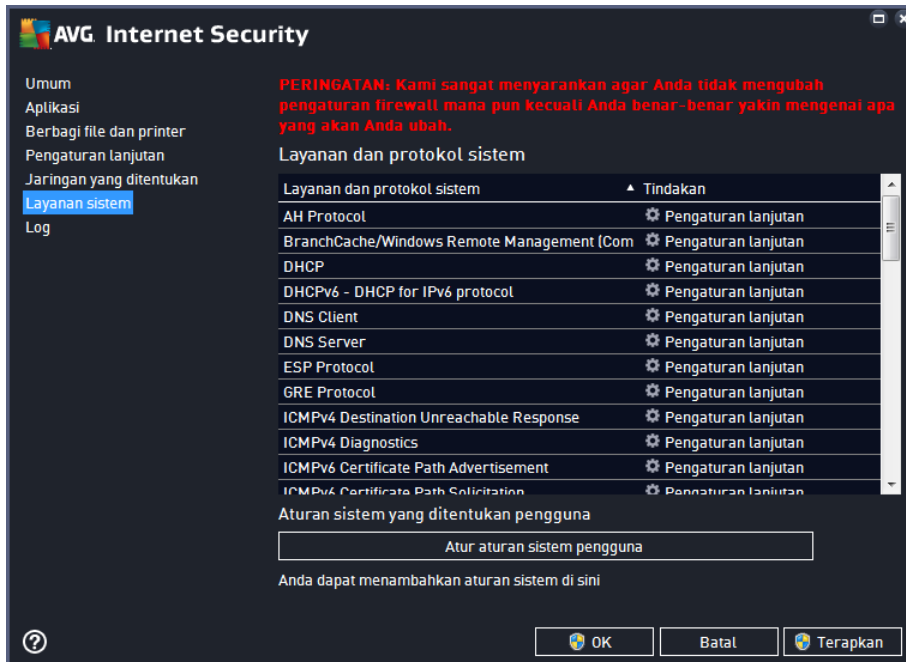 AVG Internet Security
Umum
Aplikasi
Berbagi file dan printer
Pengaturan lanjutan
Jaringan yang ditentukan
Layanan sistem
Log
PERINGATAN: Kami sangat menyarankan agar Anda tidak mengubah
pengaturan firewall mana pun kecuali Anda benar-benar yakin mengenai apa
yang akan Anda ubah.
Layanan dan protokol sistem
Layanan dan protokol sistem Tindakan
AH Protocol Pengaturan lanjutan
BranchCache/Windows Remote Management (Com Pengaturan lanjutan
DHCP Pengaturan lanjutan
DHCPv6 - DHCP for IPv6 protocol Pengaturan lanjutan
DNS Client Pengaturan lanjutan
DNS Server Pengaturan lanjutan
ESP Protocol Pengaturan lanjutan
GRE Protocol Pengaturan lanjutan
ICMPv4 Destination Unreachable Response Pengaturan lanjutan
ICMPv4 Diagnostics Pengaturan lanjutan
ICMPv6 Certificate Path Advertisement Pengaturan lanjutan
ICMPv6 Certificate Path Solicitation Pengaturan lanjutan
Aturan sistem yang ditentukan pengguna
Atur aturan sistem pengguna
Anda dapat menambahkan aturan sistem di sini
OK Batal Terapkan